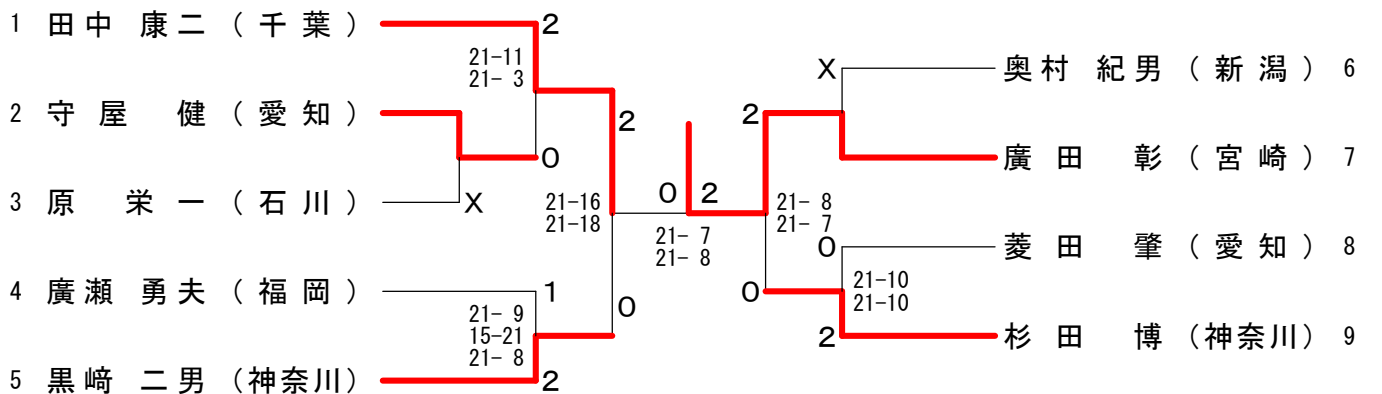 1 田中 康二 (千葉) 2
21-11
21- 3
2 守屋 健 (愛知)
0
3 原 栄一 (石川) X
2
21-16
21-18
0
4 廣瀬 勇夫 (福岡) 1
21- 9
15-21
21- 8
5 黒﨑 二男 (神奈川) 2
0 2
21- 7
21- 8
X 奥村 紀男 (新潟) 6
2
廣田 彰 (宮崎) 7
21- 8
21- 7
0 菱田 肇 (愛知) 8
0
21-10
21-10
2 杉田 博 (神奈川) 9